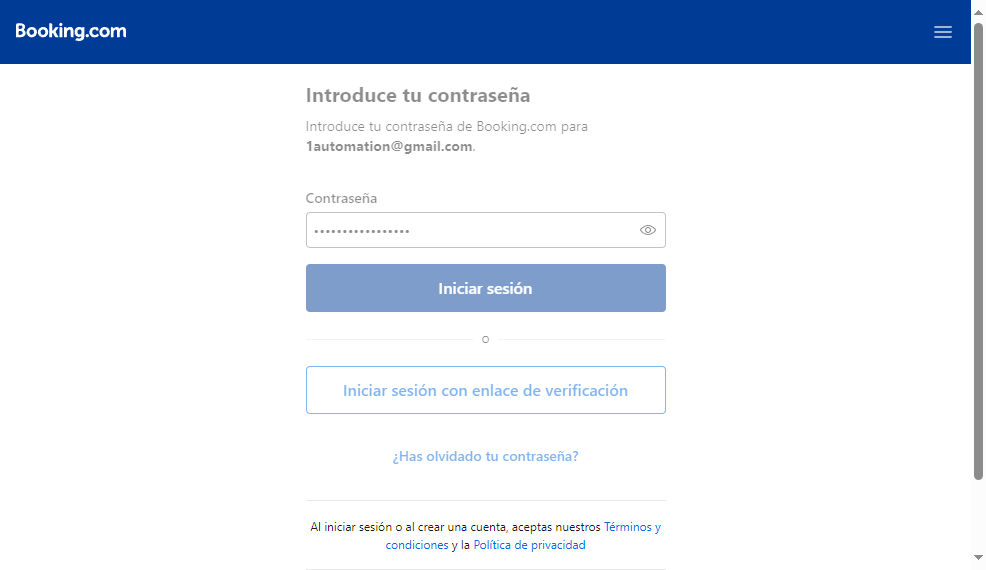 Booking.com
Introduce tu contraseña
Introduce tu contraseña de Booking.com para
1automation@gmail.com.
Contraseña
•••••••••••••••••
Iniciar sesión
o
Iniciar sesión con enlace de verificación
¿Has olvidado tu contraseña?
Al iniciar sesión o al crear una cuenta, aceptas nuestros Términos y
condiciones y la Política de privacidad